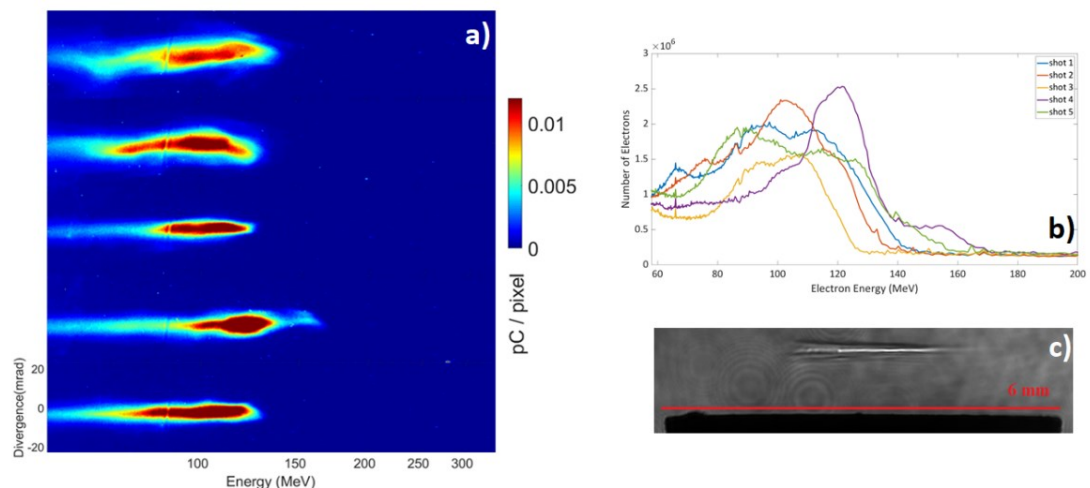 a)
0.01
0.005
0
pC / pixel
Divergence(mrad)
20
0
-20
100
150
200
250
300
Energy (MeV)
×10⁶
3
2.5
2
1.5
1
0.5
0
Number of Electrons
60
80
100
120
140
160
180
200
Electron Energy (MeV)
shot 1
shot 2
shot 3
shot 4
shot 5
b)
c)
6 mm